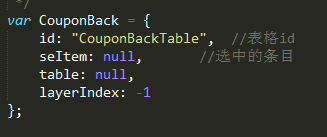 */
var CouponBack = {
    id: "CouponBackTable",  //表格id
    seItem: null,        //选中的条目
    table: null,
    layerIndex: -1
};